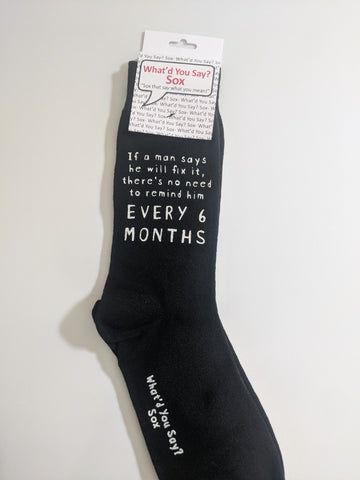 What'd You Say?
Sox
"Sox that say what you mean!"
If a man says
he will fix it,
there's no need
to remind him
EVERY 6
MONTHS
What'd You Say?
Sox